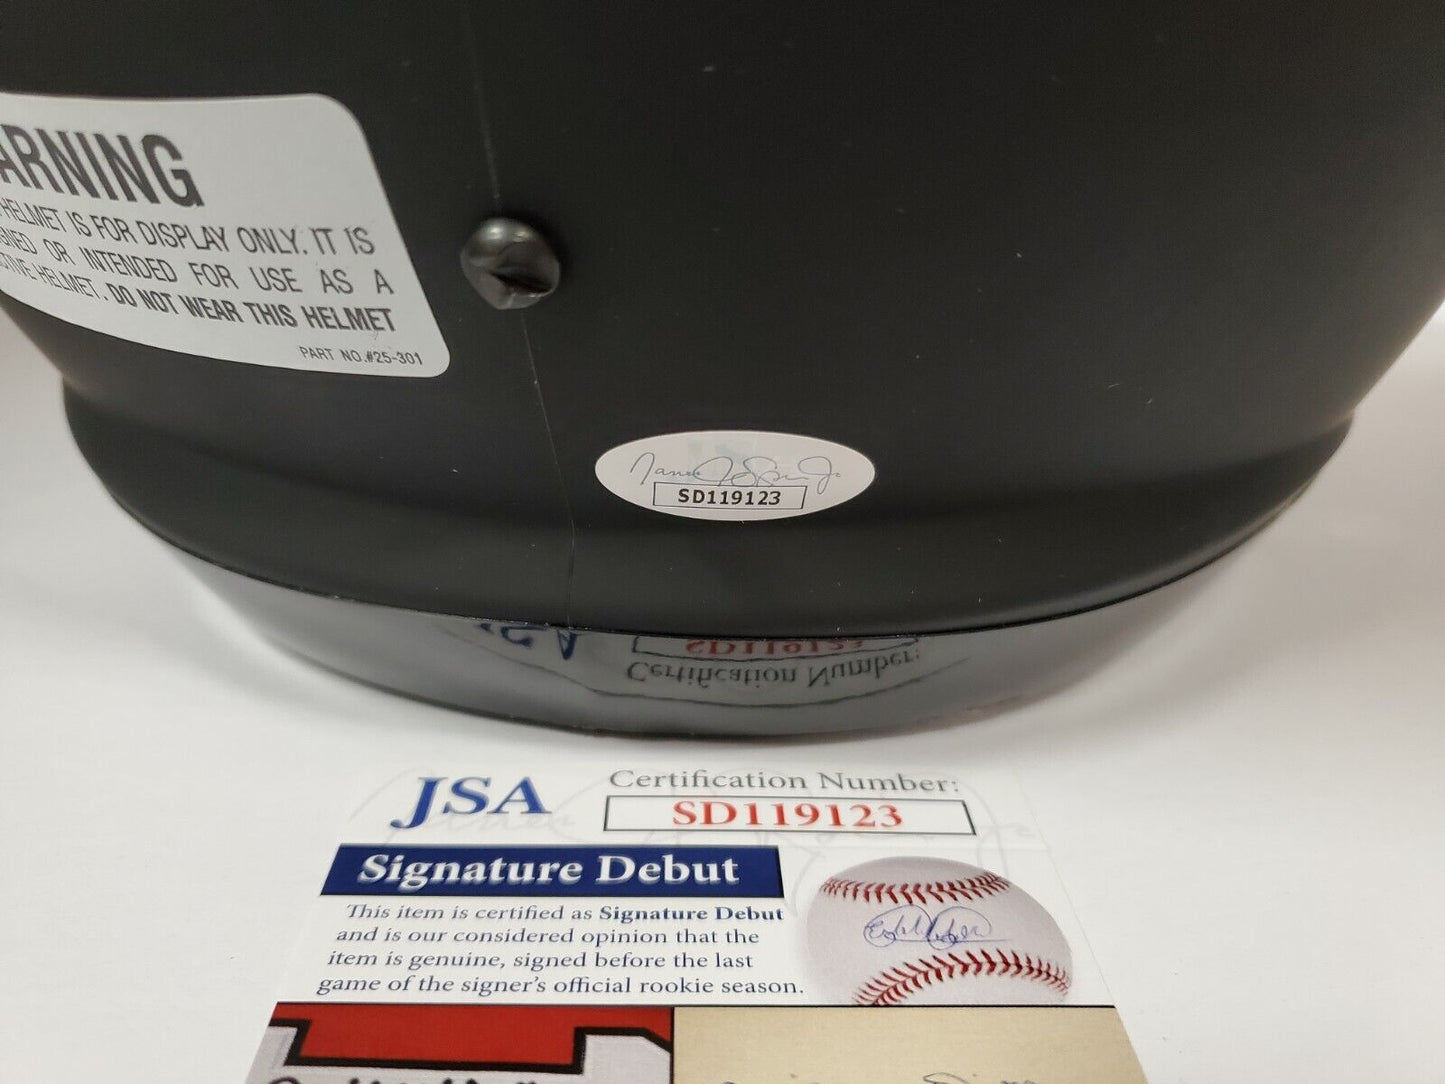 ARNING
HELMET IS FOR DISPLAY ONLY. IT IS
GNED OR INTENDED FOR USE AS A
CTIVE HELMET. DO NOT WEAR THIS HELMET
PART NO.#25-301
SD119123
SD119123
Certification Number:
JSA
Certification Number:
SD119123
Signature Debut
This item is certified as Signature Debut
and is our considered opinion that the
item is genuine, signed before the last
game of the signer's official rookie season.